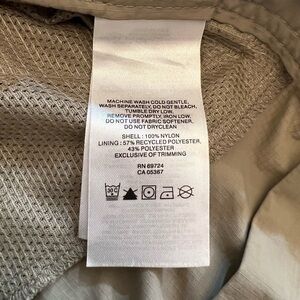 MACHINE WASH COLD GENTLE,
WASH SEPARATELY, DO NOT BLEACH,
TUMBLE DRY LOW,
REMOVE PROMPTLY, IRON LOW,
DO NOT USE FABRIC SOFTENER,
DO NOT DRYCLEAN
SHELL : 100% NYLON
LINING : 57% RECYCLED POLYESTER,
43% POLYESTER
EXCLUSIVE OF TRIMMING
RN 69724
CA 05367